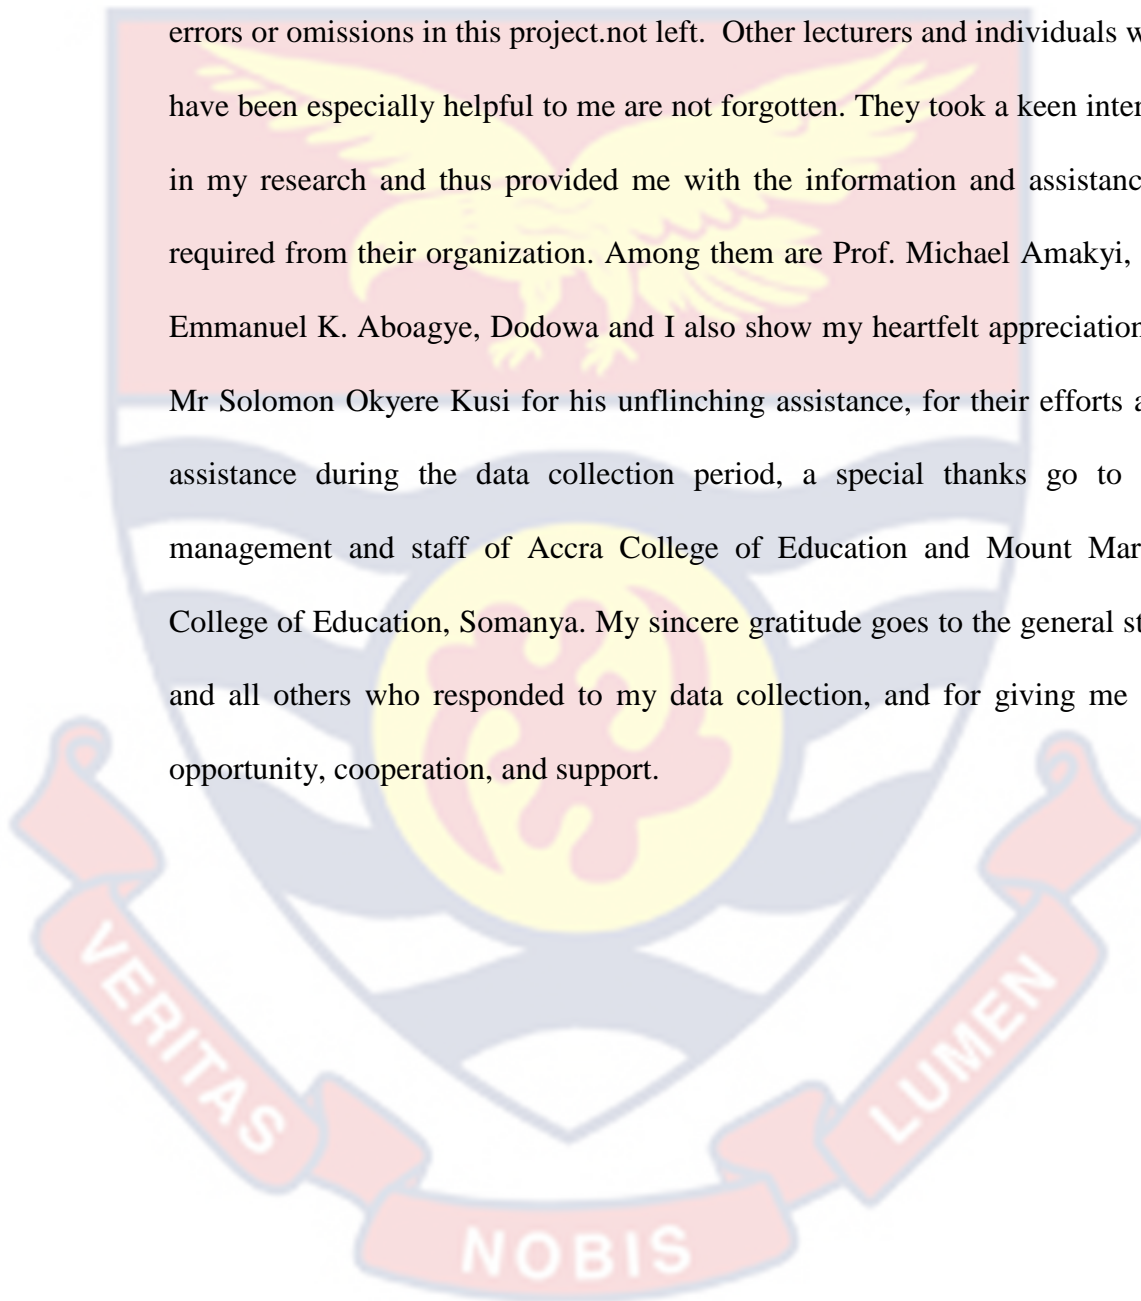 errors or omissions in this project.not left. Other lecturers and individuals w
have been especially helpful to me are not forgotten. They took a keen inter
in my research and thus provided me with the information and assistanc
required from their organization. Among them are Prof. Michael Amakyi,
Emmanuel K. Aboagye, Dodowa and I also show my heartfelt appreciation
Mr Solomon Okyere Kusi for his unflinching assistance, for their efforts a
assistance during the data collection period, a special thanks go to
management and staff of Accra College of Education and Mount Mar
College of Education, Somanya. My sincere gratitude goes to the general st
and all others who responded to my data collection, and for giving me
opportunity, cooperation, and support.
VERITAS
NOBIS
LUMEN